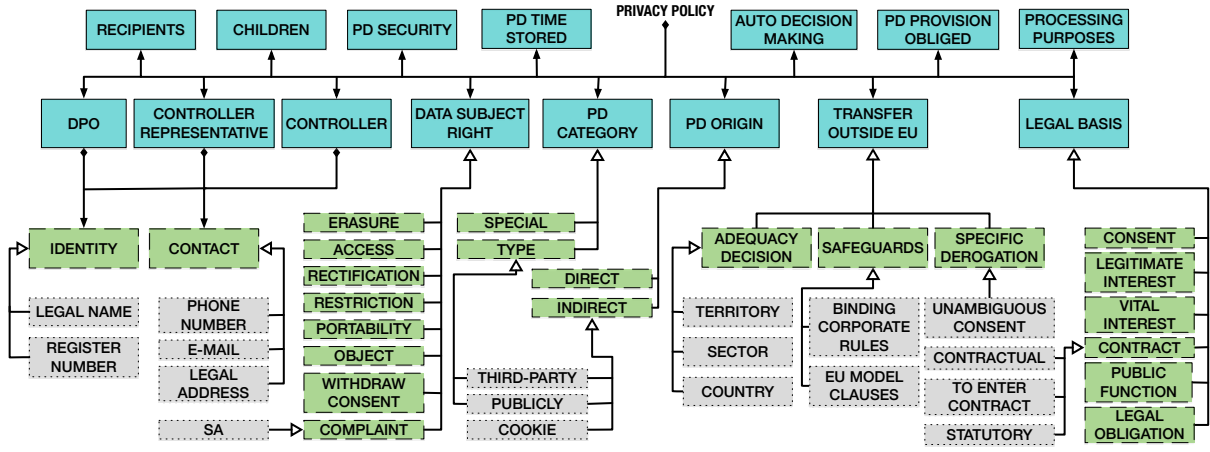 PRIVACY POLICY
RECIPIENTS
CHILDREN
PD SECURITY
PD TIME
STORED
AUTO DECISION
MAKING
PD PROVISION
OBLIGED
PROCESSING
PURPOSES
DPO
CONTROLLER
REPRESENTATIVE
CONTROLLER
DATA SUBJECT
RIGHT
PD
CATEGORY
PD ORIGIN
TRANSFER
OUTSIDE EU
LEGAL BASIS
IDENTITY
LEGAL NAME
REGISTER
NUMBER
CONTACT
PHONE
NUMBER
E-MAIL
LEGAL
ADDRESS
ERASURE
ACCESS
RECTIFICATION
RESTRICTION
PORTABILITY
OBJECT
WITHDRAW
CONSENT
COMPLAINT
SA
SPECIAL
TYPE
DIRECT
INDIRECT
THIRD-PARTY
PUBLICLY
COOKIE
ADEQUACY
DECISION
TERRITORY
SECTOR
COUNTRY
SAFEGUARDS
BINDING
CORPORATE
RULES
EU MODEL
CLAUSES
SPECIFIC
DEROGATION
UNAMBIGUOUS
CONSENT
CONTRACTUAL
TO ENTER
CONTRACT
STATUTORY
CONSENT
LEGITIMATE
INTEREST
VITAL
INTEREST
CONTRACT
PUBLIC
FUNCTION
LEGAL
OBLIGATION